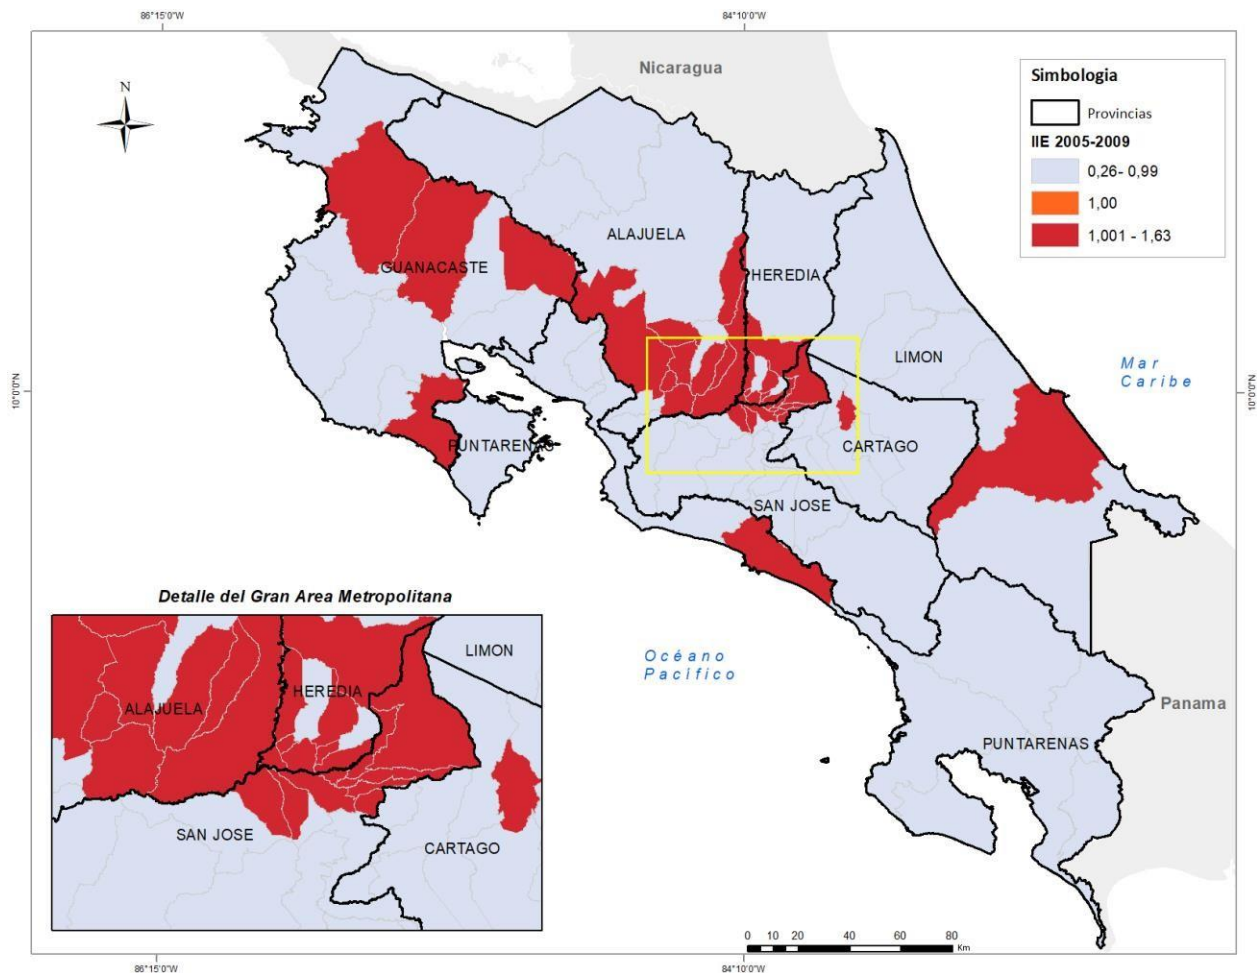 86°15'0"W
84°10'0"W
Nicaragua
Simbologia
Provincias
IIE 2005-2009
0,26- 0,99
1,00
1,001 - 1,63
N
ALAJUELA
GUANACASTE
HEREDIA
LIMON
Mar
Caribe
10°0'0"N
10°0'0"N
PUNTARENAS
CARTAGO
SAN JOSE
Detalle del Gran Area Metropolitana
LIMON
HEREDIA
ALAJUELA
SAN JOSE
CARTAGO
Océano
Pacífico
Panama
PUNTARENAS
0 10 20 40 60 80
Km
86°15'0"W
84°10'0"W